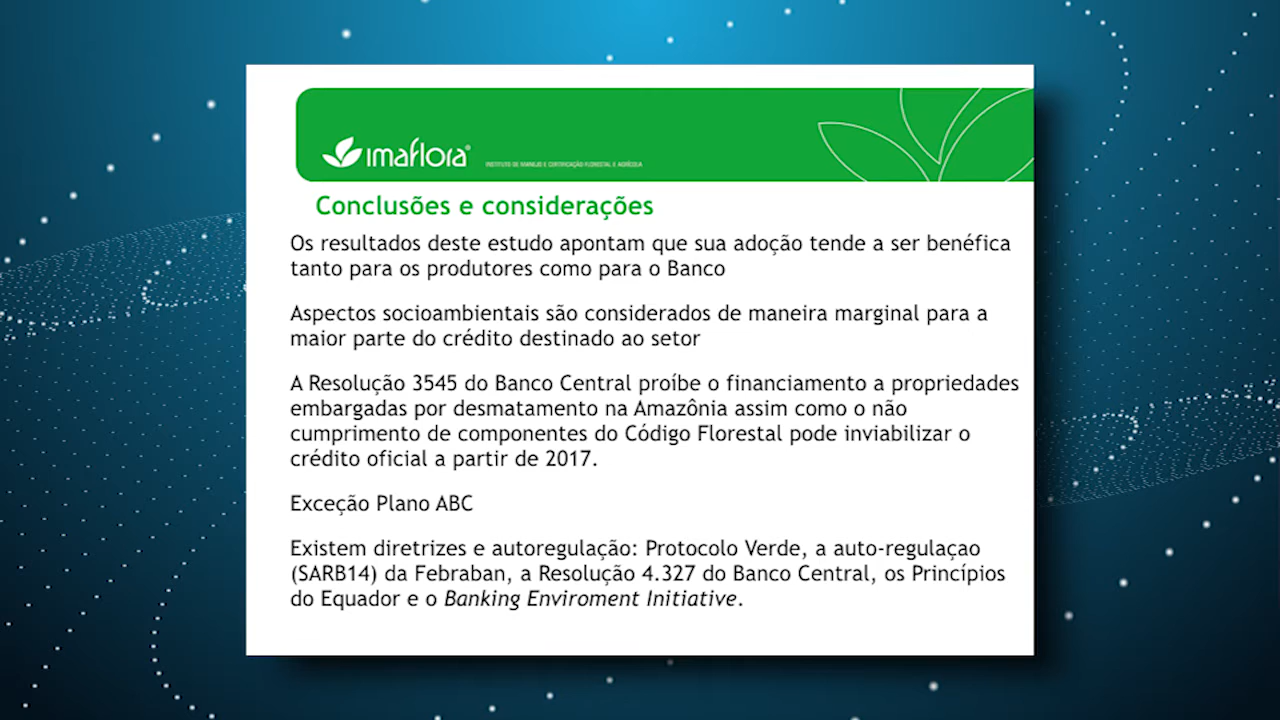 imaflora®
INSTITUTO DE MANEJO E CERTIFICAÇÃO FLORESTAL E AGRÍCOLA
Conclusões e considerações
Os resultados deste estudo apontam que sua adoção tende a ser benéfica
tanto para os produtores como para o Banco
Aspectos socioambientais são considerados de maneira marginal para a
maior parte do crédito destinado ao setor
A Resolução 3545 do Banco Central proíbe o financiamento a propriedades
embargadas por desmatamento na Amazônia assim como o não
cumprimento de componentes do Código Florestal pode inviabilizar o
crédito oficial a partir de 2017.
Exceção Plano ABC
Existem diretrizes e autoregulação: Protocolo Verde, a auto-regulaçao
(SARB14) da Febraban, a Resolução 4.327 do Banco Central, os Princípios
do Equador e o Banking Enviroment Initiative.